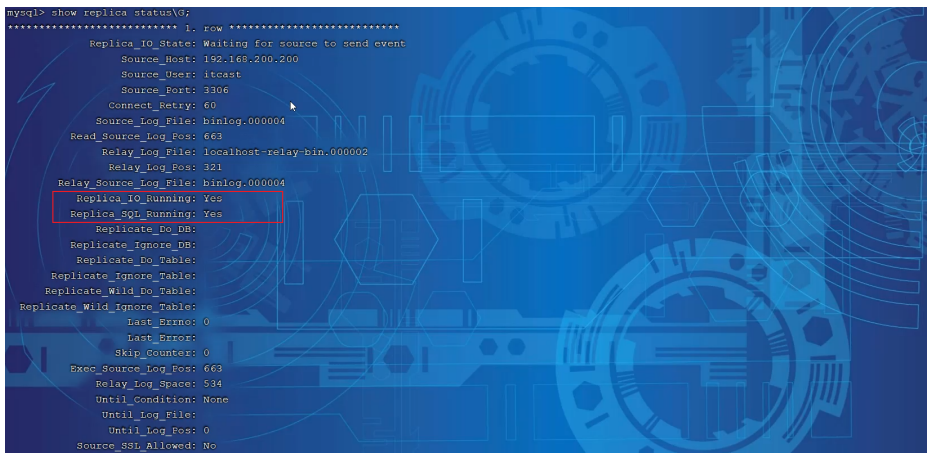 mysql> show replica status\G;
*************************** 1. row ***************************
Replica_IO_State: Waiting for source to send event
Source_Host: 192.168.200.200
Source_User: itcast
Source_Port: 3306
Connect_Retry: 60
Source_Log_File: binlog.000004
Read_Source_Log_Pos: 663
Relay_Log_File: localhost-relay-bin.000002
Relay_Log_Pos: 321
Relay_Source_Log_File: binlog.000004
Replica_IO_Running: Yes
Replica_SQL_Running: Yes
Replicate_Do_DB:
Replicate_Ignore_DB:
Replicate_Do_Table:
Replicate_Ignore_Table:
Replicate_Wild_Do_Table:
Replicate_Wild_Ignore_Table:
Last_Errno: 0
Last_Error:
Skip_Counter: 0
Exec_Source_Log_Pos: 663
Relay_Log_Space: 534
Until_Condition: None
Until_Log_File:
Until_Log_Pos: 0
Source_SSL_Allowed: No